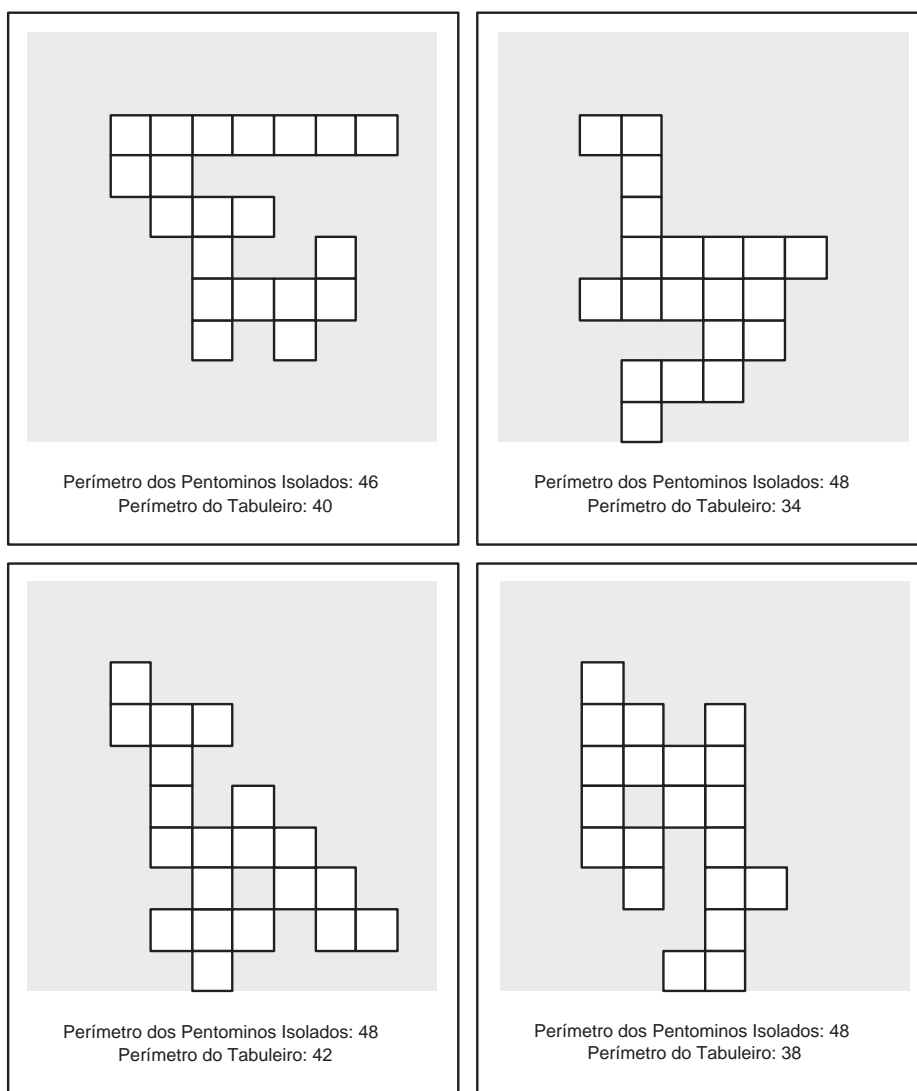 Perímetro dos Pentominos Isolados: 46
Perímetro do Tabuleiro: 40
Perímetro dos Pentominos Isolados: 48
Perímetro do Tabuleiro: 34
Perímetro dos Pentominos Isolados: 48
Perímetro do Tabuleiro: 42
Perímetro dos Pentominos Isolados: 48
Perímetro do Tabuleiro: 38